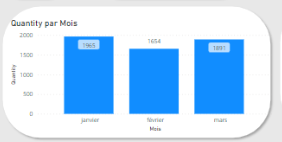 Quantity par Mois
2000
1500
1000
500
0
Quantity
1965
1654
1891
janvier
février
mars
Mois